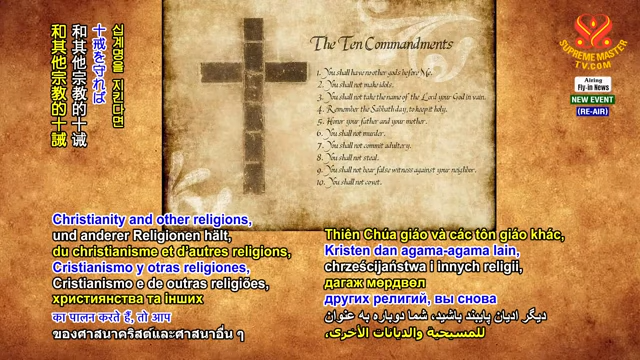 십계명을 지킨다면
十戒を守れば
和其他宗教的十诫
和其他宗教的十誡
The Ten Commandments
1. You shall have no other gods before Me.
2. You shall not make idols.
3. You shall not take the name of the Lord your God in vain.
4. Remember the Sabbath day, to keep it holy.
5. Honor your father and your mother.
6. You shall not murder.
7. You shall not commit adultery.
8. You shall not steal.
9. You shall not bear false witness against your neighbor.
10. You shall not covet.
SUPREME MASTER
TV.COM
Airing
Fly-in News
NEW EVENT
(RE-AIR)
Christianity and other religions,
und anderer Religionen hält,
du christianisme et d'autres religions,
Cristianismo y otras religiones,
Cristianismo e de outras religiões,
християнства та інших
का पालन करते हैं, तो आप
ของศาสนาคริสต์และศาสนาอื่น ๆ
Thiên Chúa giáo và các tôn giáo khác,
Kristen dan agama-agama lain,
chrześcijaństwa i innych religii,
дагаж мөрдвөл
других религий, вы снова
دیگر ادیان پایبند باشید، شما دوباره به عنوان
للمسيحية والديانات الأخرى،